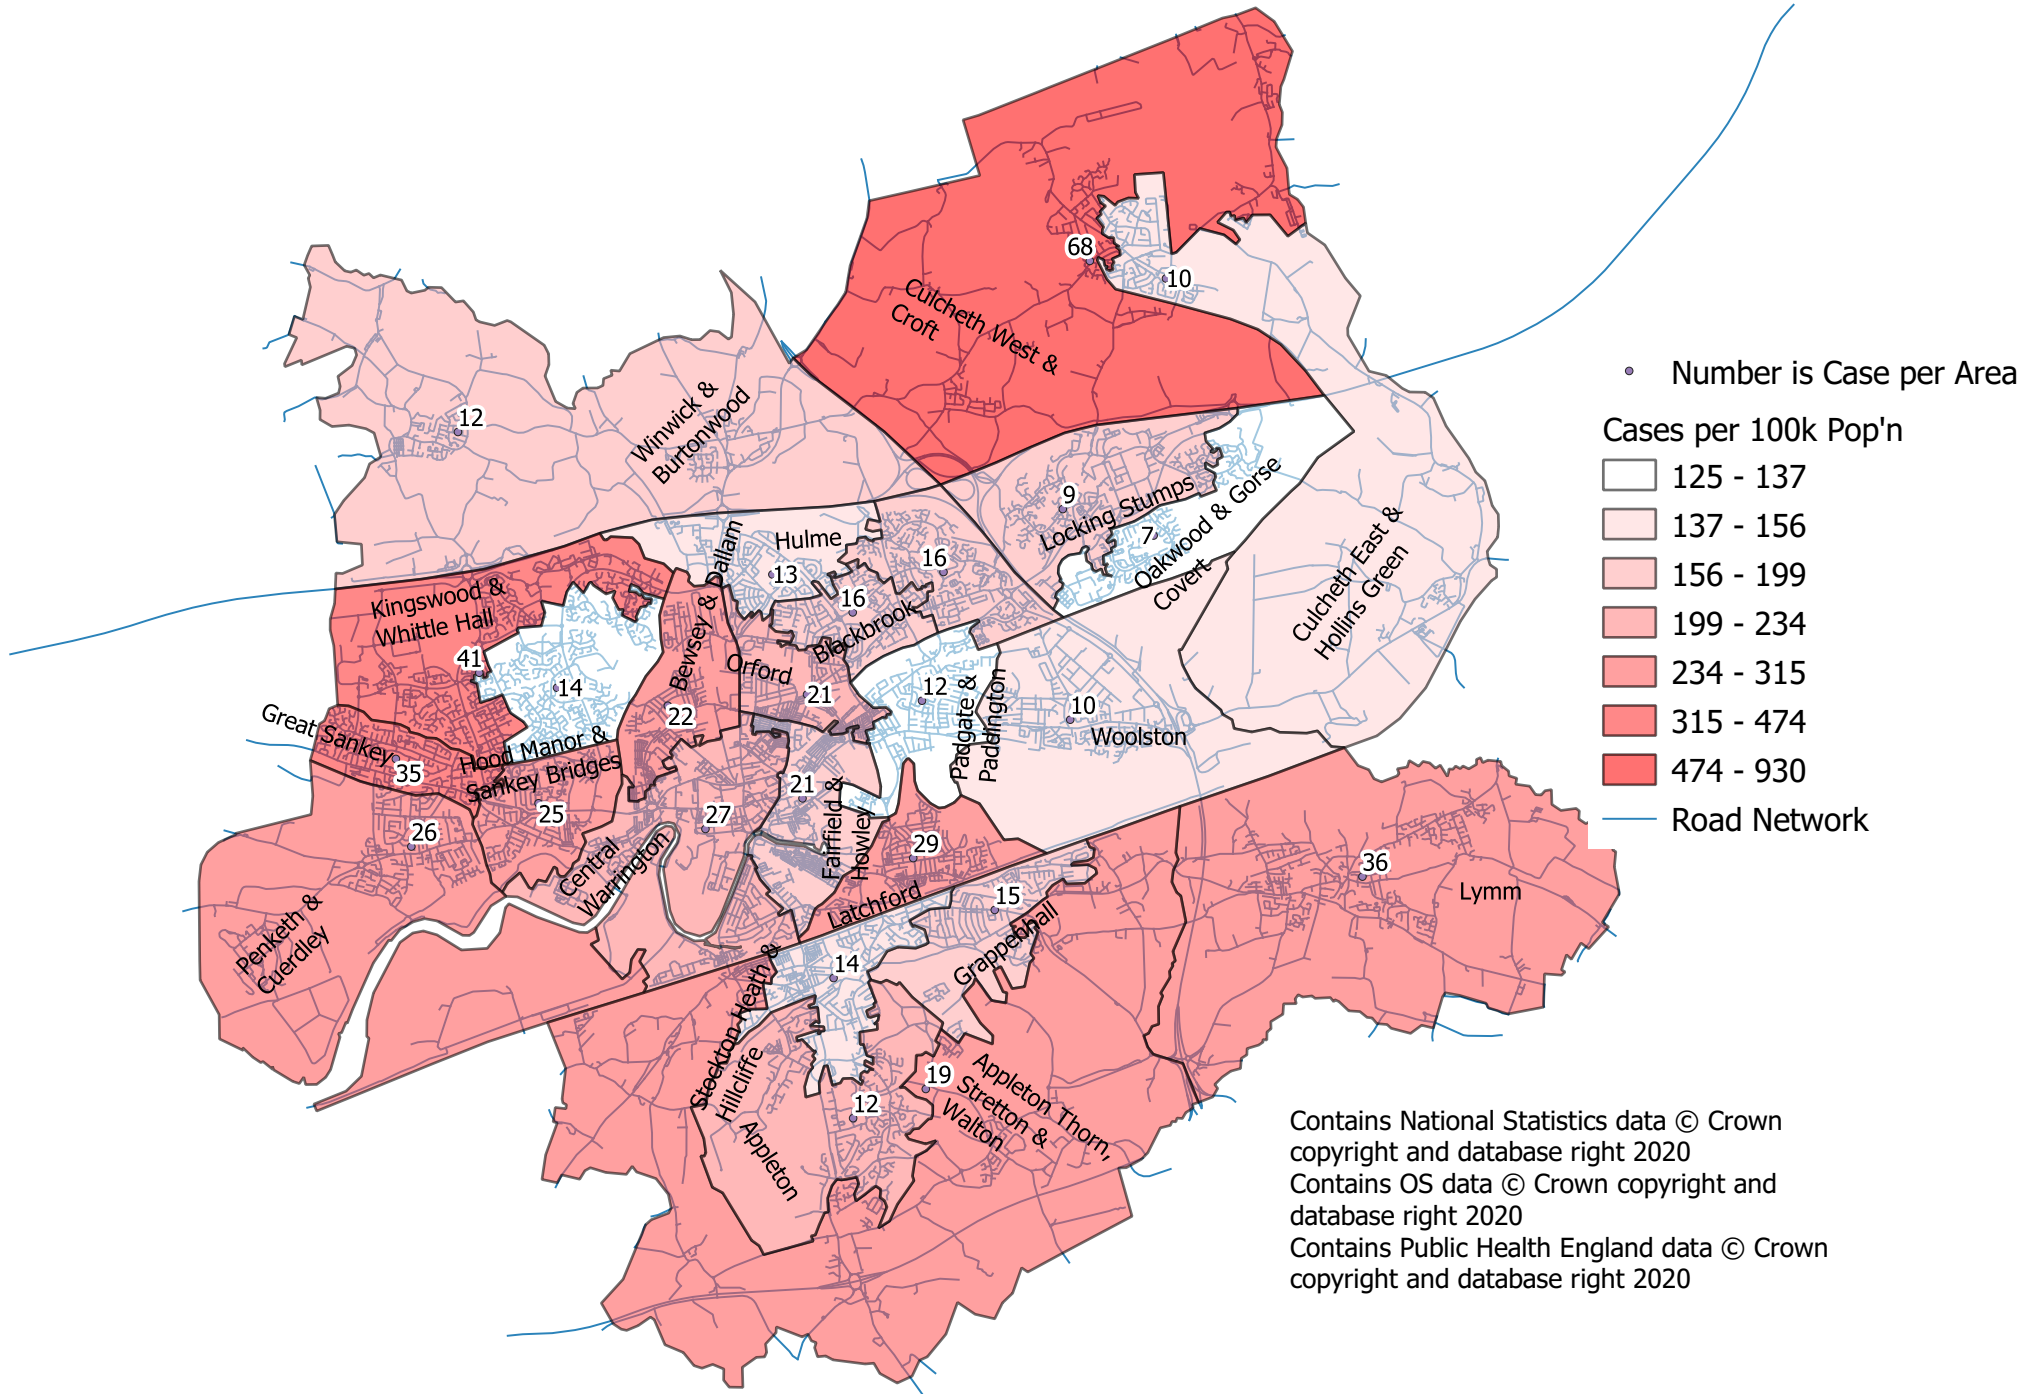 68
10
Culcheth West &
Croft
12
Winwick &
Burtonwood
9
Locking Stumps
7
Oakwood & Gorse
Covert
Culcheth East &
Hollins Green
Hulme
13
16
16
Blackbrook
Bewsey & Dallam
22
Orford
21
Kingswood &
Whittle Hall
41
14
Great Sankey
35
Hood Manor &
Sankey Bridges
25
26
Penketh &
Cuerdley
12
Padgate &
Paddington
10
Woolston
27
Central
Warrington
21
Fairfield &
Howley
29
Latchford
15
Grappenhall
36
Lymm
14
Stockton Heath &
Hillcliffe
12
Appleton
19
Appleton Thorn,
Stretton &
Walton
Number is Case per Area
Cases per 100k Pop'n
125 - 137
137 - 156
156 - 199
199 - 234
234 - 315
315 - 474
474 - 930
Road Network
Contains National Statistics data © Crown
copyright and database right 2020
Contains OS data © Crown copyright and
database right 2020
Contains Public Health England data © Crown
copyright and database right 2020